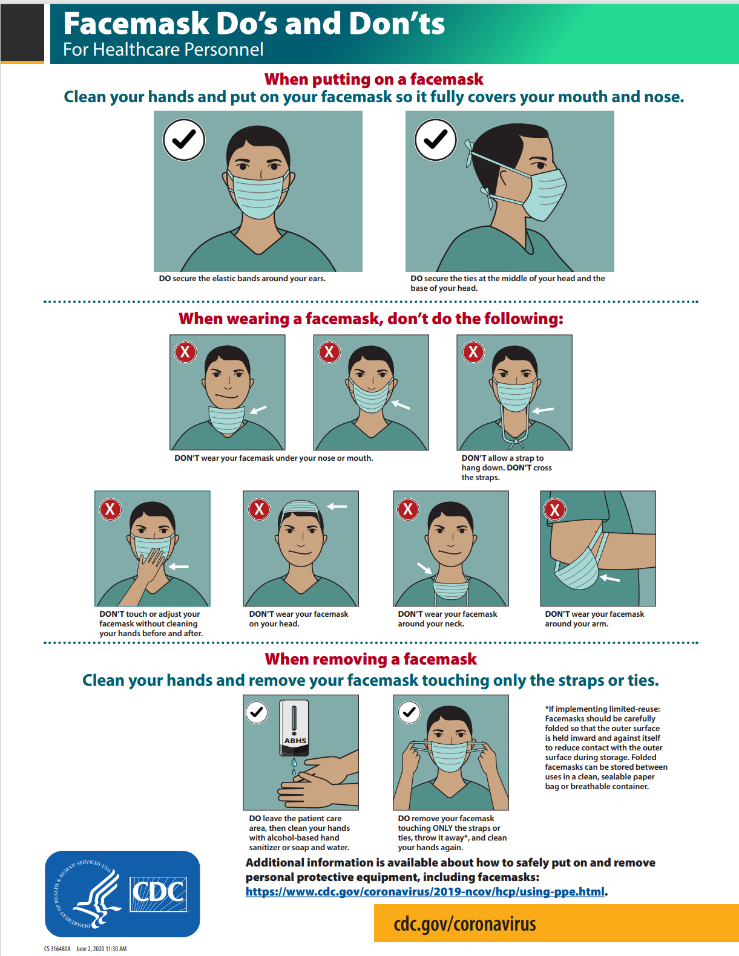 Facemask Do’s and Don’ts
For Healthcare Personnel
When putting on a facemask
Clean your hands and put on your facemask so it fully covers your mouth and nose.
DO secure the elastic bands around your ears.
DO secure the ties at the middle of your head and the
base of your head.
When wearing a facemask, don’t do the following:
X
X
X
DON’T wear your facemask under your nose or mouth.
DON’T allow a strap to
hang down. DON’T cross
the straps.
X
X
X
X
DON’T touch or adjust your
facemask without cleaning
your hands before and after.
DON’T wear your facemask
on your head.
DON’T wear your facemask
around your neck.
DON’T wear your facemask
around your arm.
When removing a facemask
Clean your hands and remove your facemask touching only the straps or ties.
ABHS
DO leave the patient care
area, then clean your hands
with alcohol-based hand
sanitizer or soap and water.
DO remove your facemask
touching ONLY the straps or
ties, throw it away*, and clean
your hands again.
*If implementing limited-reuse:
Facemasks should be carefully
folded so that the outer surface
is held inward and against itself
to reduce contact with the outer
surface during storage. Folded
facemasks can be stored between
uses in a clean, sealable paper
bag or breathable container.
DEPARTMENT OF HEALTH & HUMAN SERVICES USA
CDC
Additional information is available about how to safely put on and remove
personal protective equipment, including facemasks:
https://www.cdc.gov/coronavirus/2019-ncov/hcp/using-ppe.html.
cdc.gov/coronavirus
CS 316480A June 2, 2020 11:30 AM